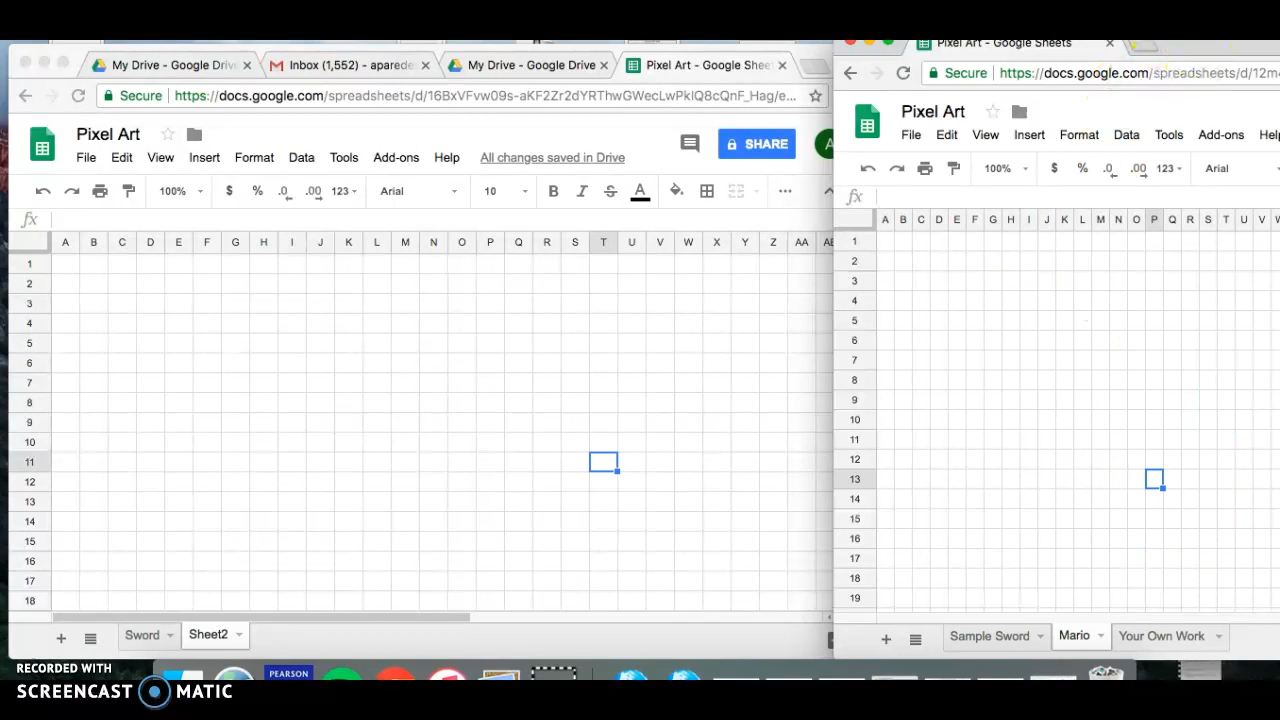 My Drive - Google Drive
Inbox (1,552) - aparede
My Drive - Google Drive
Pixel Art - Google Sheet
Secure
https://docs.google.com/spreadsheets/d/16BxVFvw09s-aKF2Zr2dYRThwGWecLwPklQ8cQnF_Hag/e...
Pixel Art
File Edit View Insert Format Data Tools Add-ons Help All changes saved in Drive
SHARE
A
100% $ % .0 .00 123 Arial 10 B I S A ...
fx
A B C D E F G H I J K L M N O P Q R S T U V W X Y Z AA AB
1
2
3
4
5
6
7
8
9
10
11
12
13
14
15
16
17
18
+ Sword Sheet2
Pixel Art - Google Sheets
Secure
https://docs.google.com/spreadsheets/d/12m
Pixel Art
File Edit View Insert Format Data Tools Add-ons Help
100% $ % .0 .00 123 Arial
fx
A B C D E F G H I J K L M N O P Q R S T U V W
1
2
3
4
5
6
7
8
9
10
11
12
13
14
15
16
17
18
19
+ Sample Sword Mario Your Own Work
PEARSON
RECORDED WITH
SCREENCAST MATIC